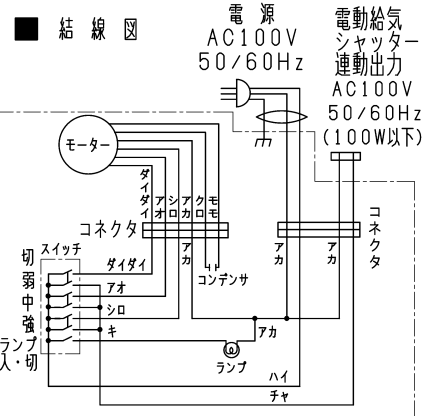 ■ 結線図
電源
AC100V
50/60Hz
電動給気
シャッター
連動出力
AC100V
50/60Hz
(100W以下)
モーター
ダイダイ
アオ
シロ
アカ
クロ
モモ
コネクタ
アカ
アカ
コンデンサ
アカ
アカ
コネクタ
スイッチ
切
弱
中
強
ランプ
入・切
ダイダイ
アオ
シロ
キ
アカ
ランプ
ハイ
チャ